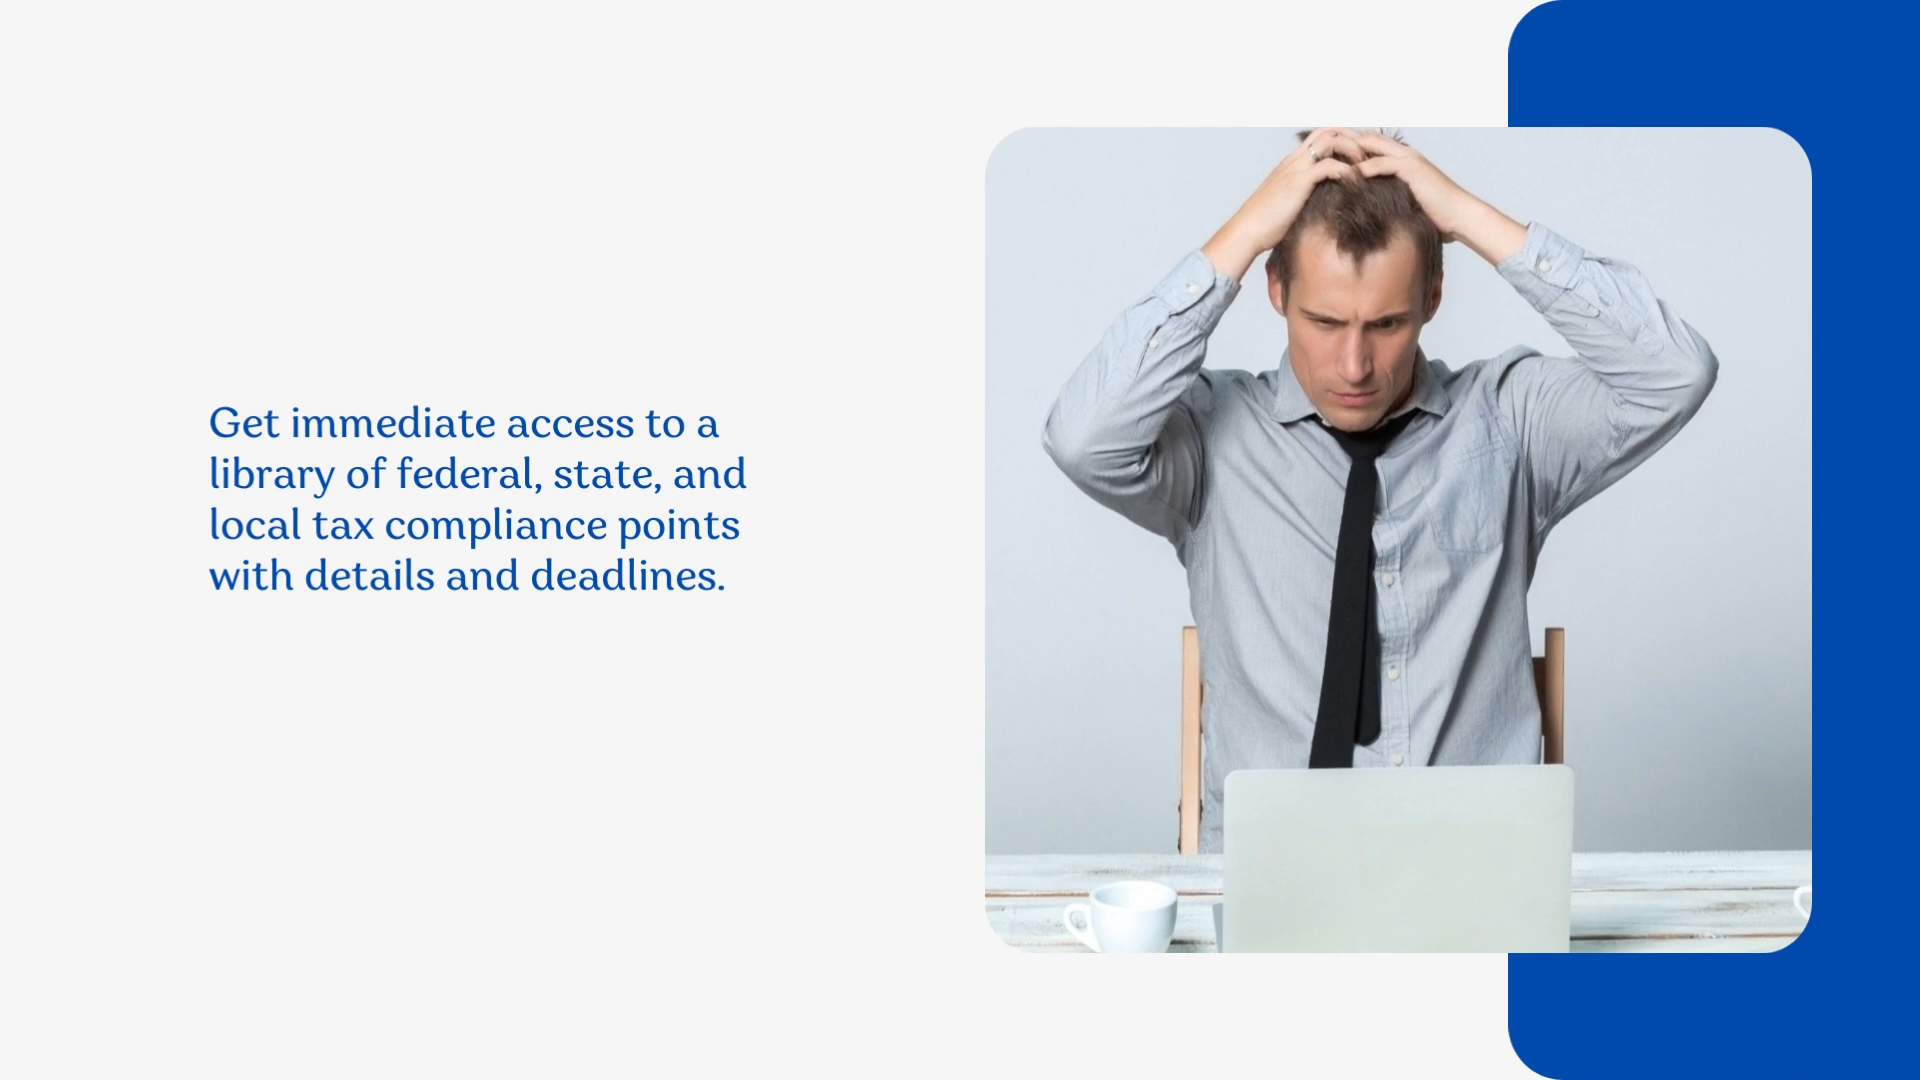 Get immediate access to a
library of federal, state, and
local tax compliance points
with details and deadlines.